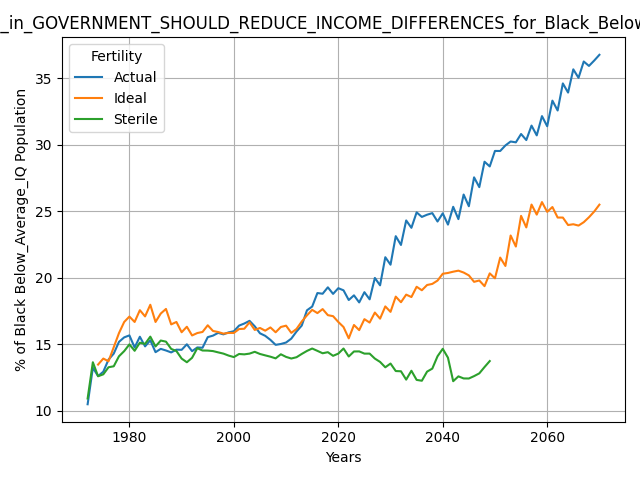 _in_GOVERNMENT_SHOULD_REDUCE_INCOME_DIFFERENCES_for_Black_Below
Fertility
Actual
Ideal
Sterile
% of Black Below_Average_IQ Population
35
30
25
20
15
10
1980 2000 2020 2040 2060
Years